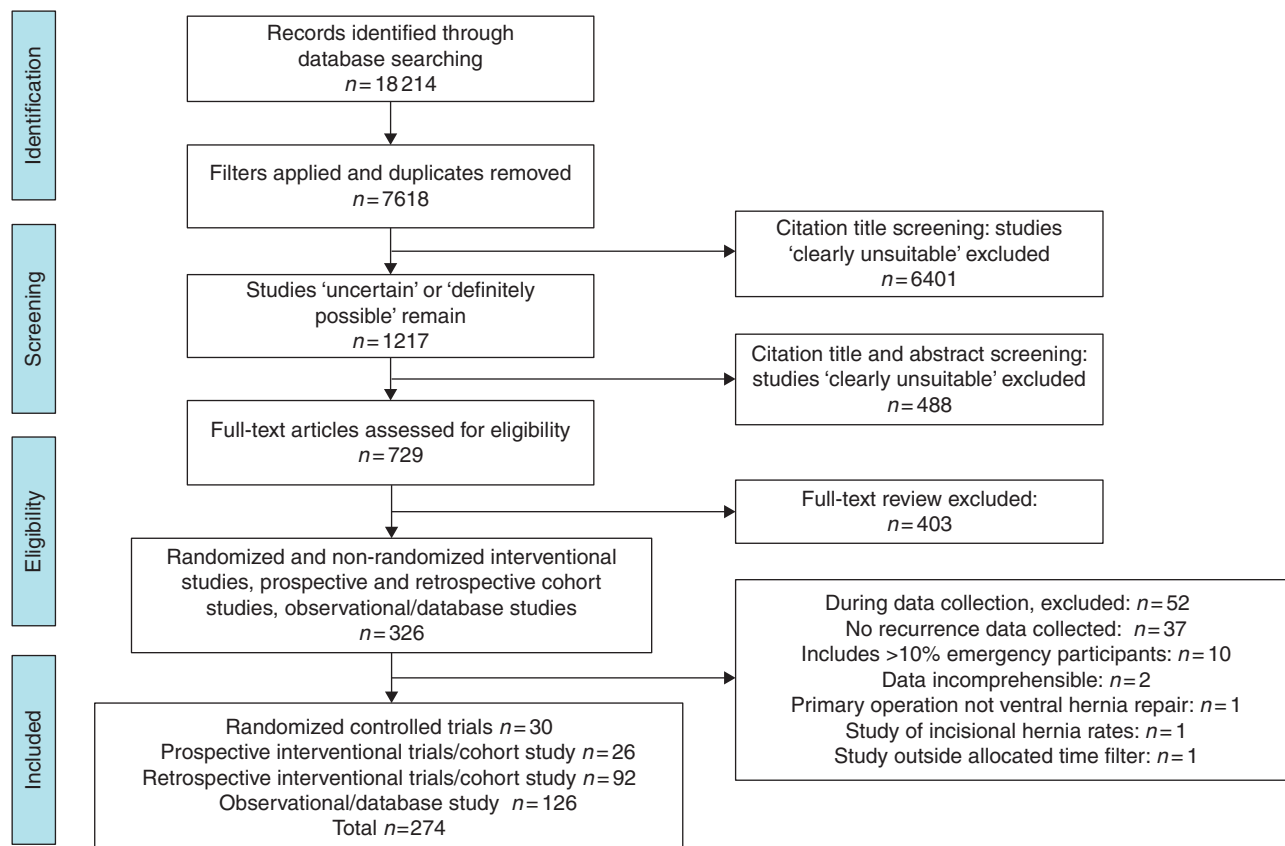 Identification
Records identified through
database searching
n=18 214
Filters applied and duplicates removed
n=7618
Screening
Citation title screening: studies
‘clearly unsuitable’ excluded
n=6401
Studies ‘uncertain’ or ‘definitely
possible’ remain
n=1217
Citation title and abstract screening:
studies ‘clearly unsuitable’ excluded
n=488
Eligibility
Full-text articles assessed for eligibility
n=729
Full-text review excluded:
n=403
Randomized and non-randomized interventional
studies, prospective and retrospective cohort
studies, observational/database studies
n=326
During data collection, excluded: n=52
No recurrence data collected: n=37
Includes >10% emergency participants: n=10
Data incomprehensible: n=2
Primary operation not ventral hernia repair: n=1
Study of incisional hernia rates: n=1
Study outside allocated time filter: n=1
Included
Randomized controlled trials n=30
Prospective interventional trials/cohort study n=26
Retrospective interventional trials/cohort study n=92
Observational/database study n=126
Total n=274